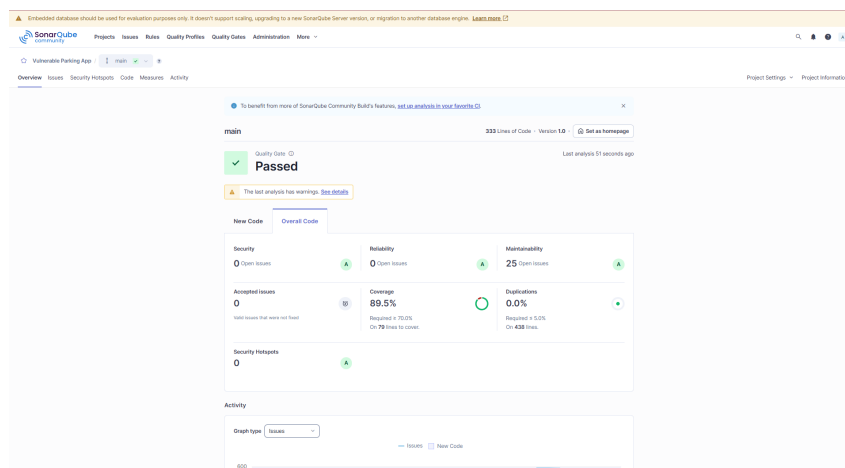 Embedded database should be used for evaluation purposes only. It doesn't support scaling, upgrading to a new SonarQube Server version, or migration to another database engine. Learn more
SonarQube community
Projects Issues Rules Quality Profiles Quality Gates Administration More
A
Vulnerable Parking App / main
Overview Issues Security Hotspots Code Measures Activity Project Settings Project Informatio
To benefit from more of SonarQube Community Build's features, set up analysis in your favorite CI.
main 333 Lines of Code · Version 1.0 · Set as homepage
Quality Gate Last analysis 51 seconds ago
Passed
The last analysis has warnings. See details
New Code Overall Code
Security Reliability Maintainability
0 Open issues A 0 Open issues A 25 Open issues A
Accepted issues Coverage Duplications
0 89.5% 0.0%
Valid issues that were not fixed Required ≥ 70.0% Required ≤ 5.0%
On 79 lines to cover. On 438 lines.
Security Hotspots
0 A
Activity
Graph type Issues
Issues New Code
600